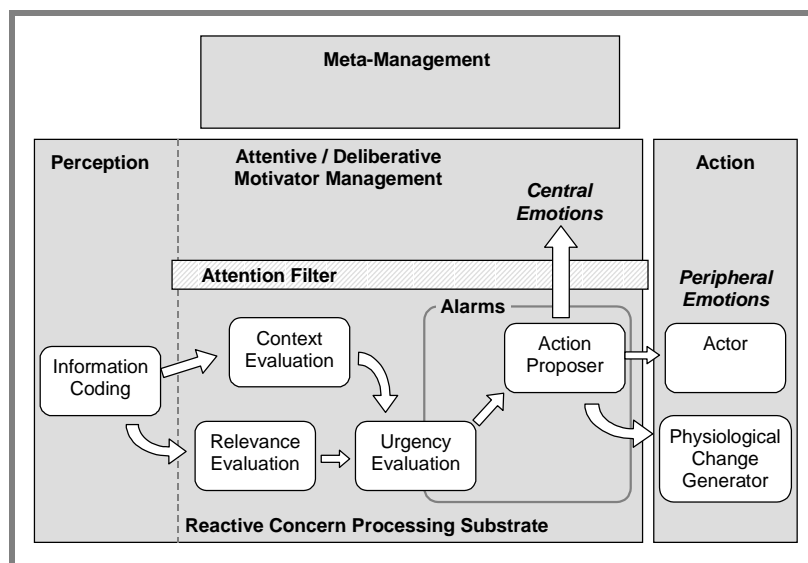 Meta-Management
Perception
Attentive / Deliberative
Motivator Management
Action
Central
Emotions
Attention Filter
Peripheral
Emotions
Alarms
Context
Evaluation
Action
Proposer
Actor
Information
Coding
Relevance
Evaluation
Urgency
Evaluation
Physiological
Change
Generator
Reactive Concern Processing Substrate